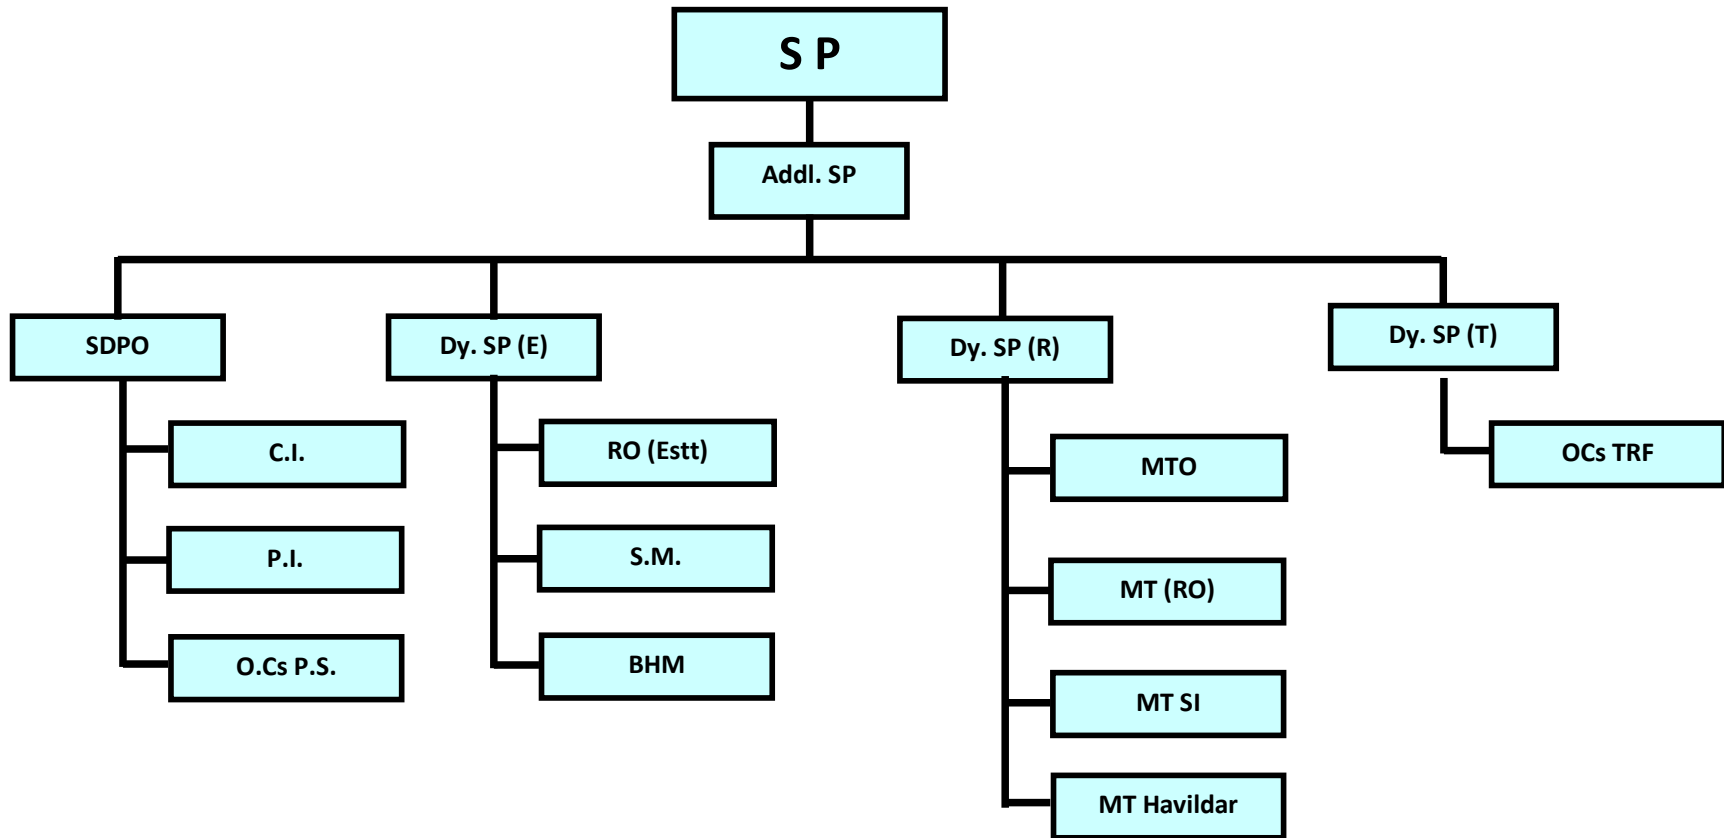 S P
Addl. SP
SDPO
Dy. SP (E)
Dy. SP (R)
Dy. SP (T)
C.I.
P.I.
O.Cs P.S.
RO (Estt)
S.M.
BHM
MTO
MT (RO)
MT SI
MT Havildar
OCs TRF